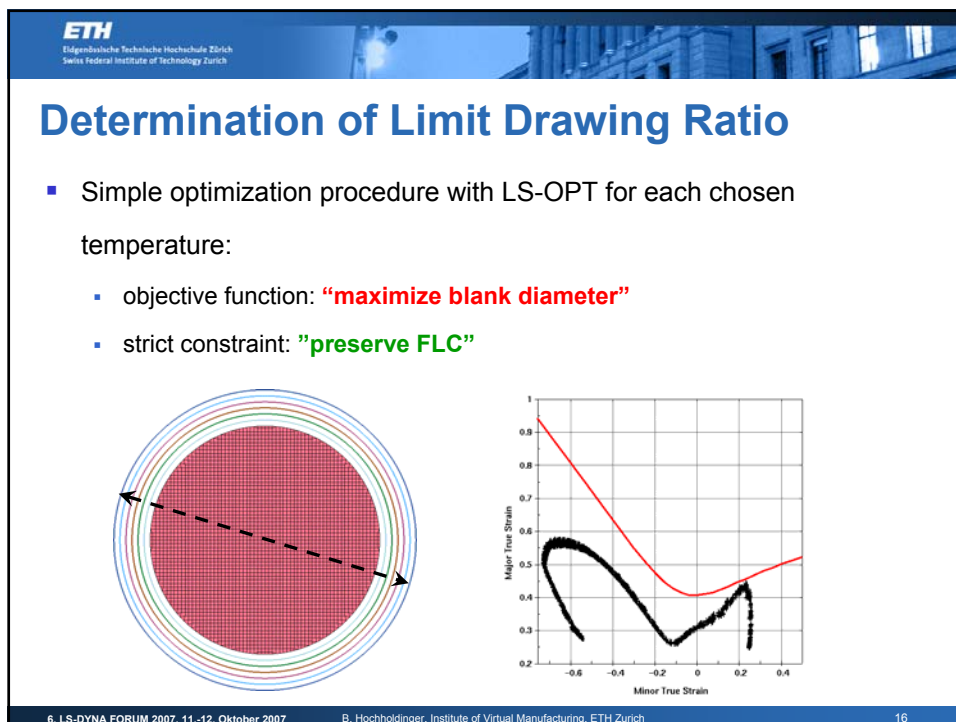 ETH
Eidgenössische Technische Hochschule Zürich
Swiss Federal Institute of Technology Zurich
Determination of Limit Drawing Ratio
Simple optimization procedure with LS-OPT for each chosen
temperature:
objective function: “maximize blank diameter”
strict constraint: ”preserve FLC”
1
0.9
0.8
0.7
0.6
0.5
0.4
0.3
0.2
Major True Strain
-0.6 -0.4 -0.2 0 0.2 0.4
Minor True Strain
6. LS-DYNA FORUM 2007, 11.-12. Oktober 2007 B. Hochholdinger, Institute of Virtual Manufacturing, ETH Zurich 16